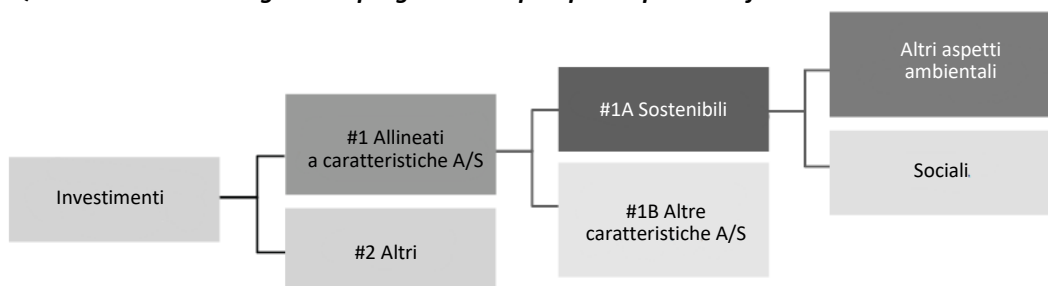 Altri aspetti
ambientali
#1A Sostenibili
#1 Allineati
a caratteristiche A/S
Sociali.
Investimenti
#1B Altre
caratteristiche A/S
#2 Altri